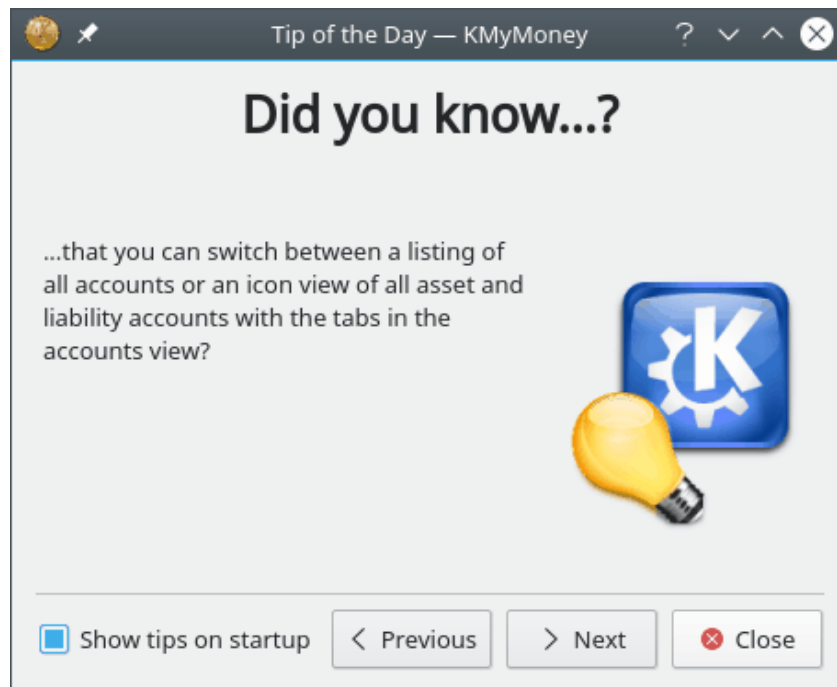 Tip of the Day — KMyMoney
Did you know...?
...that you can switch between a listing of
all accounts or an icon view of all asset and
liability accounts with the tabs in the
accounts view?
K
Show tips on startup
Previous
Next
Close